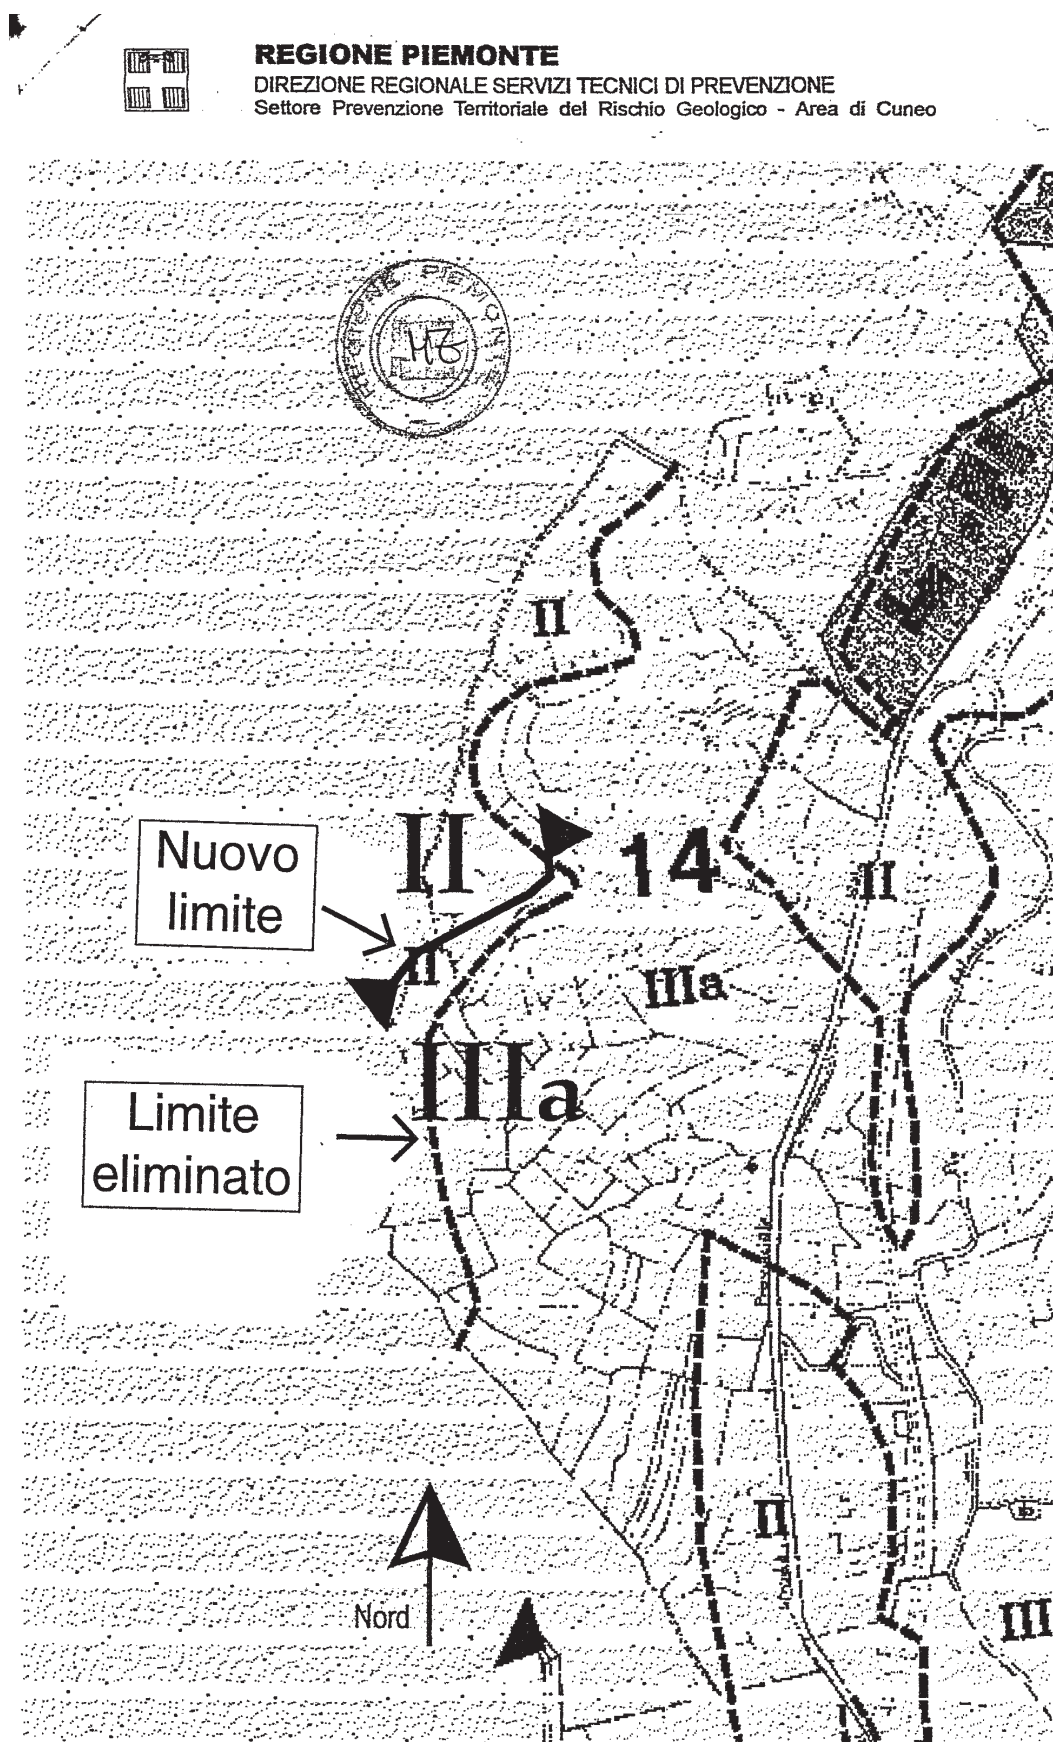 REGIONE PIEMONTE
DIREZIONE REGIONALE SERVIZI TECNICI DI PREVENZIONE
Settore Prevenzione Territoriale del Rischio Geologico - Area di Cuneo
REGIONE PIEMONTE
II
II
Nuovo
limite
14
II
II
IIIa
IIIa
Limite
eliminato
II
Nord
III